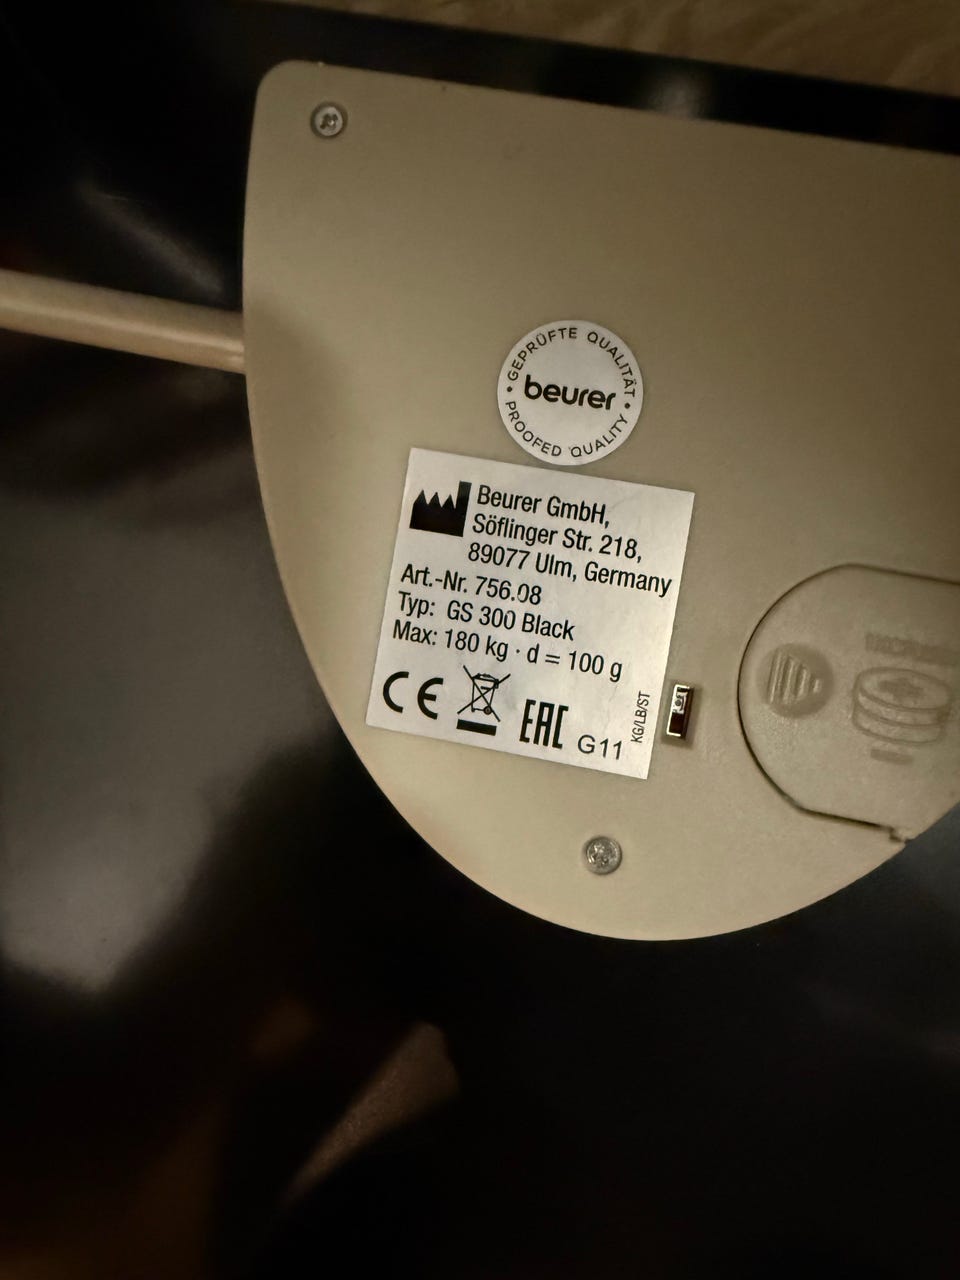 GEPRÜFTE QUALITÄT
beurer
PROOFED QUALITY
Beurer GmbH,
Söflinger Str. 218,
89077 Ulm, Germany
Art.-Nr. 756.08
Typ: GS 300 Black
Max: 180 kg · d = 100 g
CE
EAC
G11
KG/LB/ST